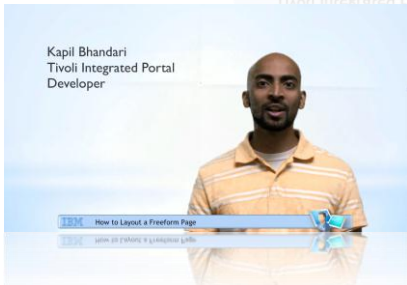 Kapil Bhandari
Tivoli Integrated Portal
Developer
IBM How to Layout a Freeform Page